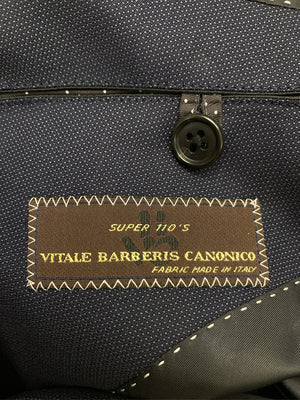 SUPER 110'S
VITALE BARBERIS CANONICO
FABRIC MADE IN ITALY